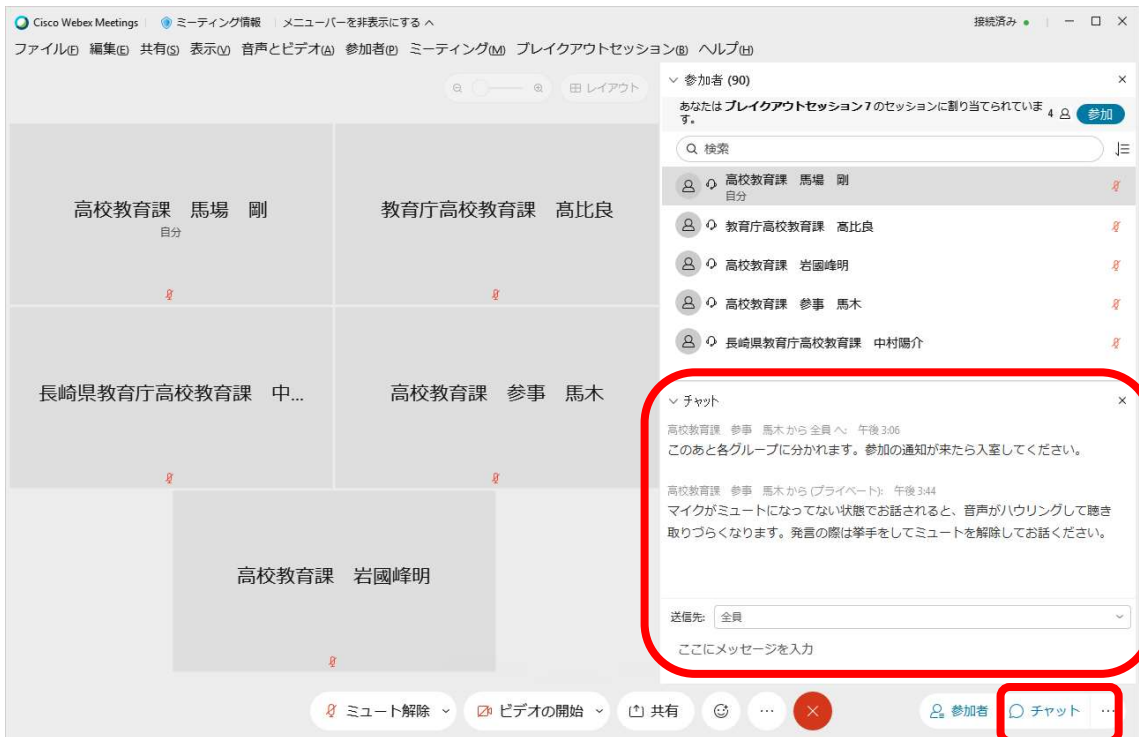 Cisco Webex Meetings
ミーティング情報
メニューバーを非表示にする
接続済み
ファイル(F) 編集(E) 共有(S) 表示(V) 音声とビデオ(A) 参加者(P) ミーティング(M) ブレイクアウトセッション(B) ヘルプ(H)
レイアウト
高校教育課 馬場 剛
自分
教育庁高校教育課 髙比良
長崎県教育庁高校教育課 中...
高校教育課 参事 馬木
高校教育課 岩國峰明
参加者 (90)
あなたは ブレイクアウトセッション 7 のセッションに割り当てられていま
す。
4
参加
検索
高校教育課 馬場 剛
自分
教育庁高校教育課 髙比良
高校教育課 岩國峰明
高校教育課 参事 馬木
長崎県教育庁高校教育課 中村陽介
チャット
高校教育課 参事 馬木 から 全員 へ: 午後 3:06
このあと各グループに分かれます。参加の通知が来たら入室してください。
高校教育課 参事 馬木 から (プライベート): 午後 3:44
マイクがミュートになってない状態でお話されると、音声がハウリングして聴き
取りづらくなります。発言の際は挙手をしてミュートを解除してお話ください。
送信先: 全員
ここにメッセージを入力
ミュート解除
ビデオの開始
共有
参加者
チャット